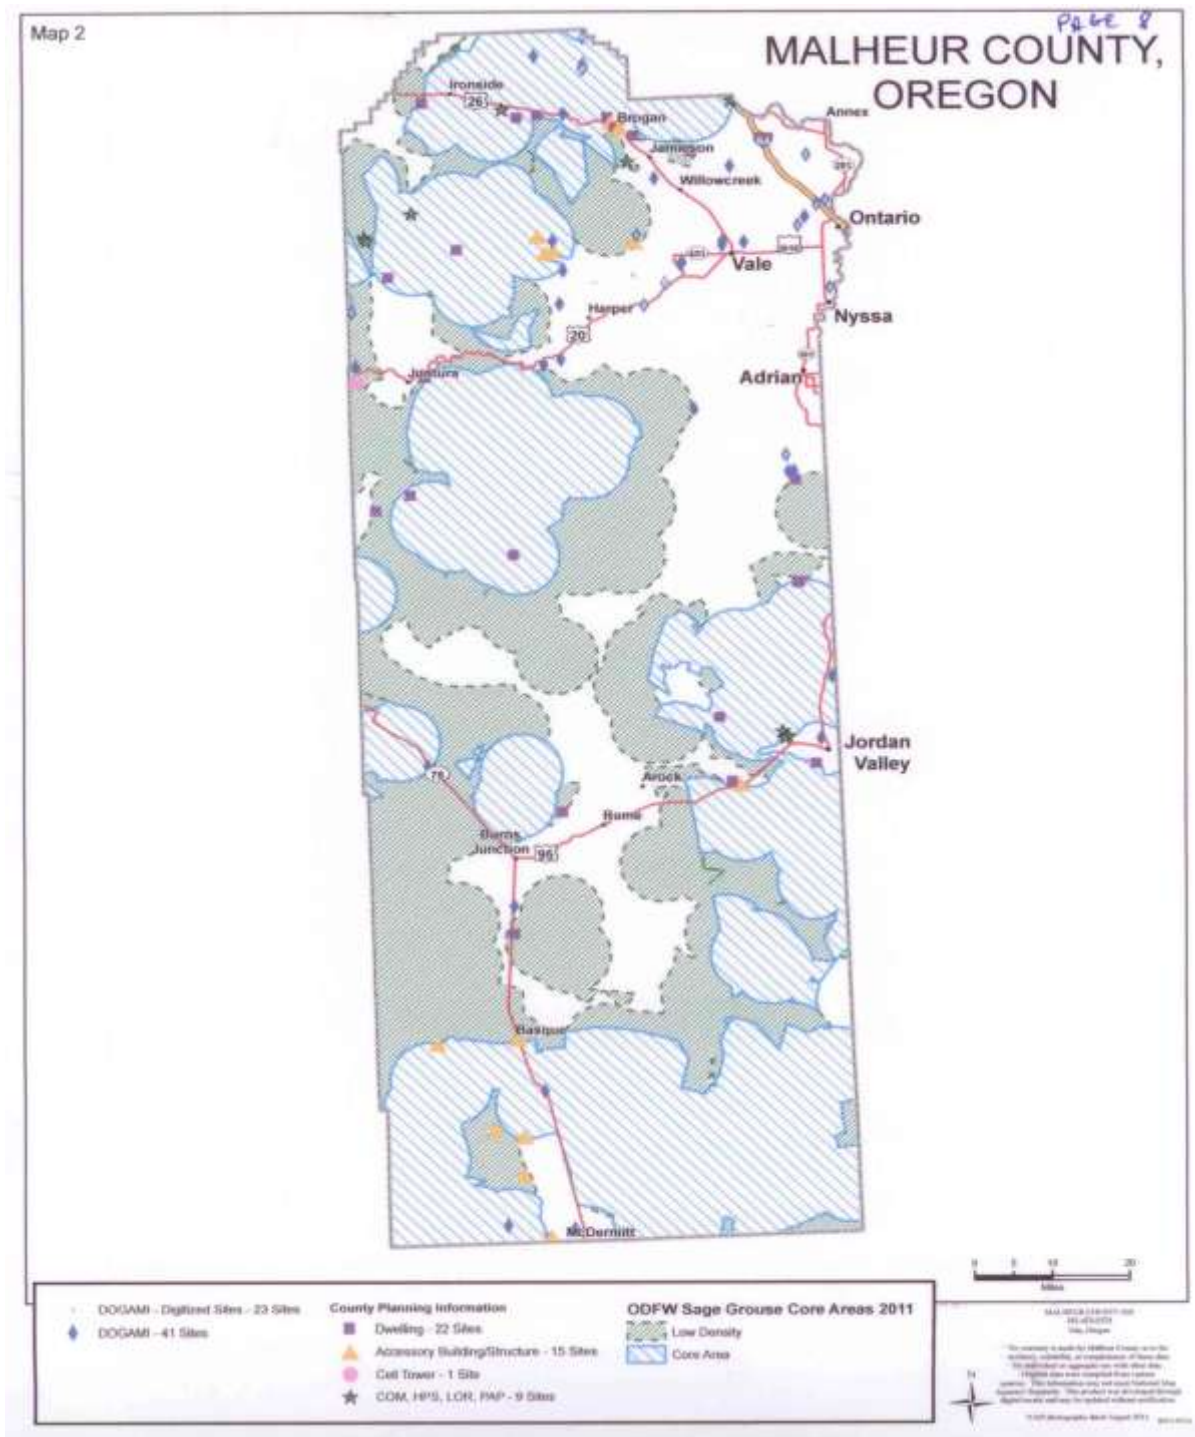 PAGE 8
Map 2
MALHEUR COUNTY,
OREGON
Annex
Ironside
26
Brogan
Jamieson
Willowcreek
Ontario
Vale
Harper
20
Nyssa
Juntura
Adrian
Jordan
Valley
78
Arock
Rome
Burns
Junction
95
Basque
McDermitt
Miles
DOGAMI - Digitized Sites - 23 Sites
DOGAMI - 41 Sites
County Planning Information
Dwelling - 22 Sites
Accessory Building/Structure - 15 Sites
Cell Tower - 1 Site
COM, HPS, LOR, PAP - 9 Sites
ODFW Sage Grouse Core Areas 2011
Low Density
Core Area
N